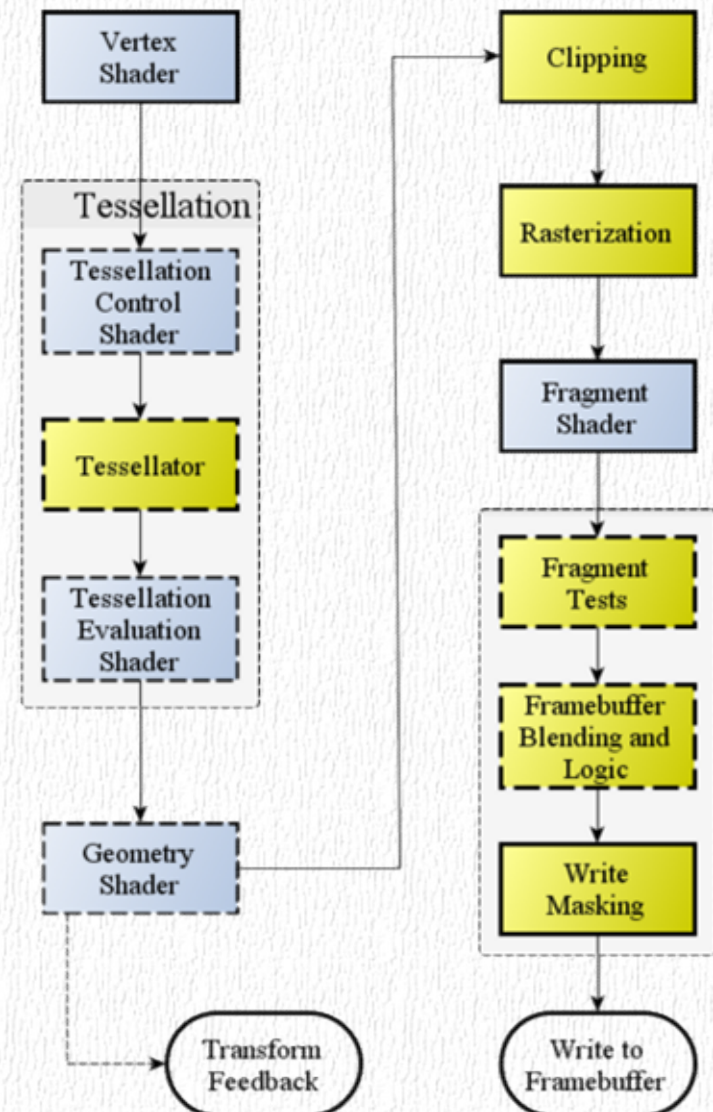 Vertex
Shader
Tessellation
Tessellation
Control
Shader
Tessellator
Tessellation
Evaluation
Shader
Geometry
Shader
Transform
Feedback
Clipping
Rasterization
Fragment
Shader
Fragment
Tests
Framebuffer
Blending and
Logic
Write
Masking
Write to
Framebuffer